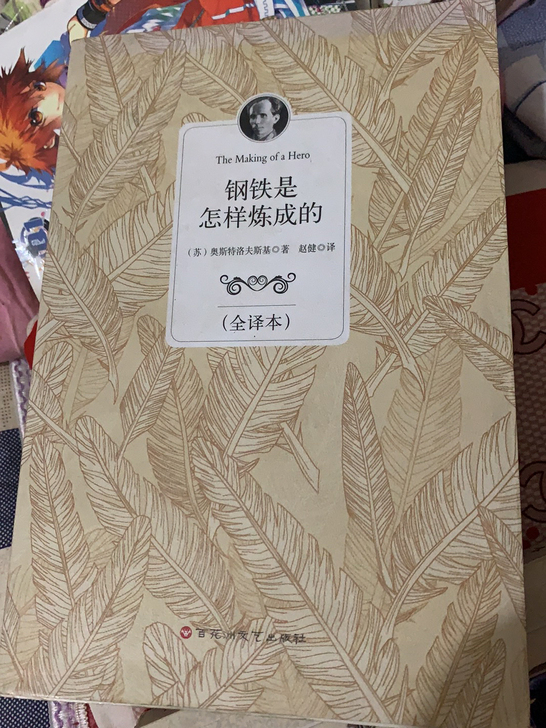 The Making of a Hero
钢铁是
怎样炼成的
（苏）奥斯特洛夫斯基◎著　赵健◎译
（全译本）
百花洲文艺出版社